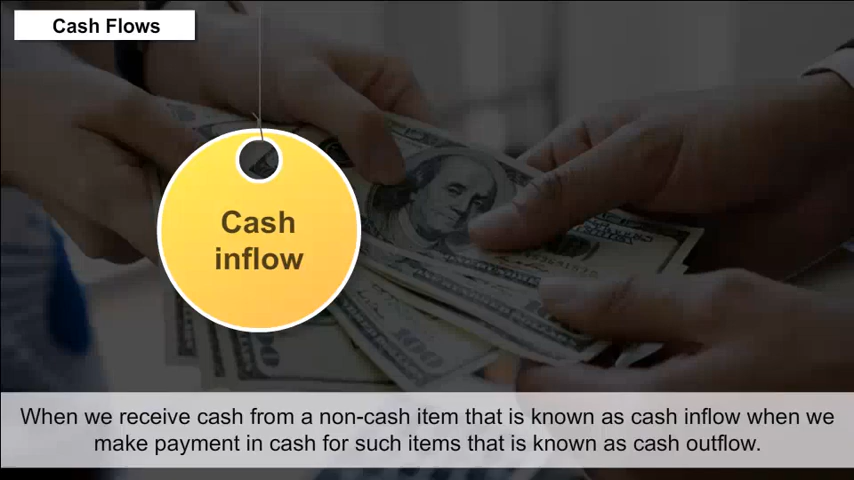 Cash Flows
Cash
inflow
100
When we receive cash from a non-cash item that is known as cash inflow when we
make payment in cash for such items that is known as cash outflow.